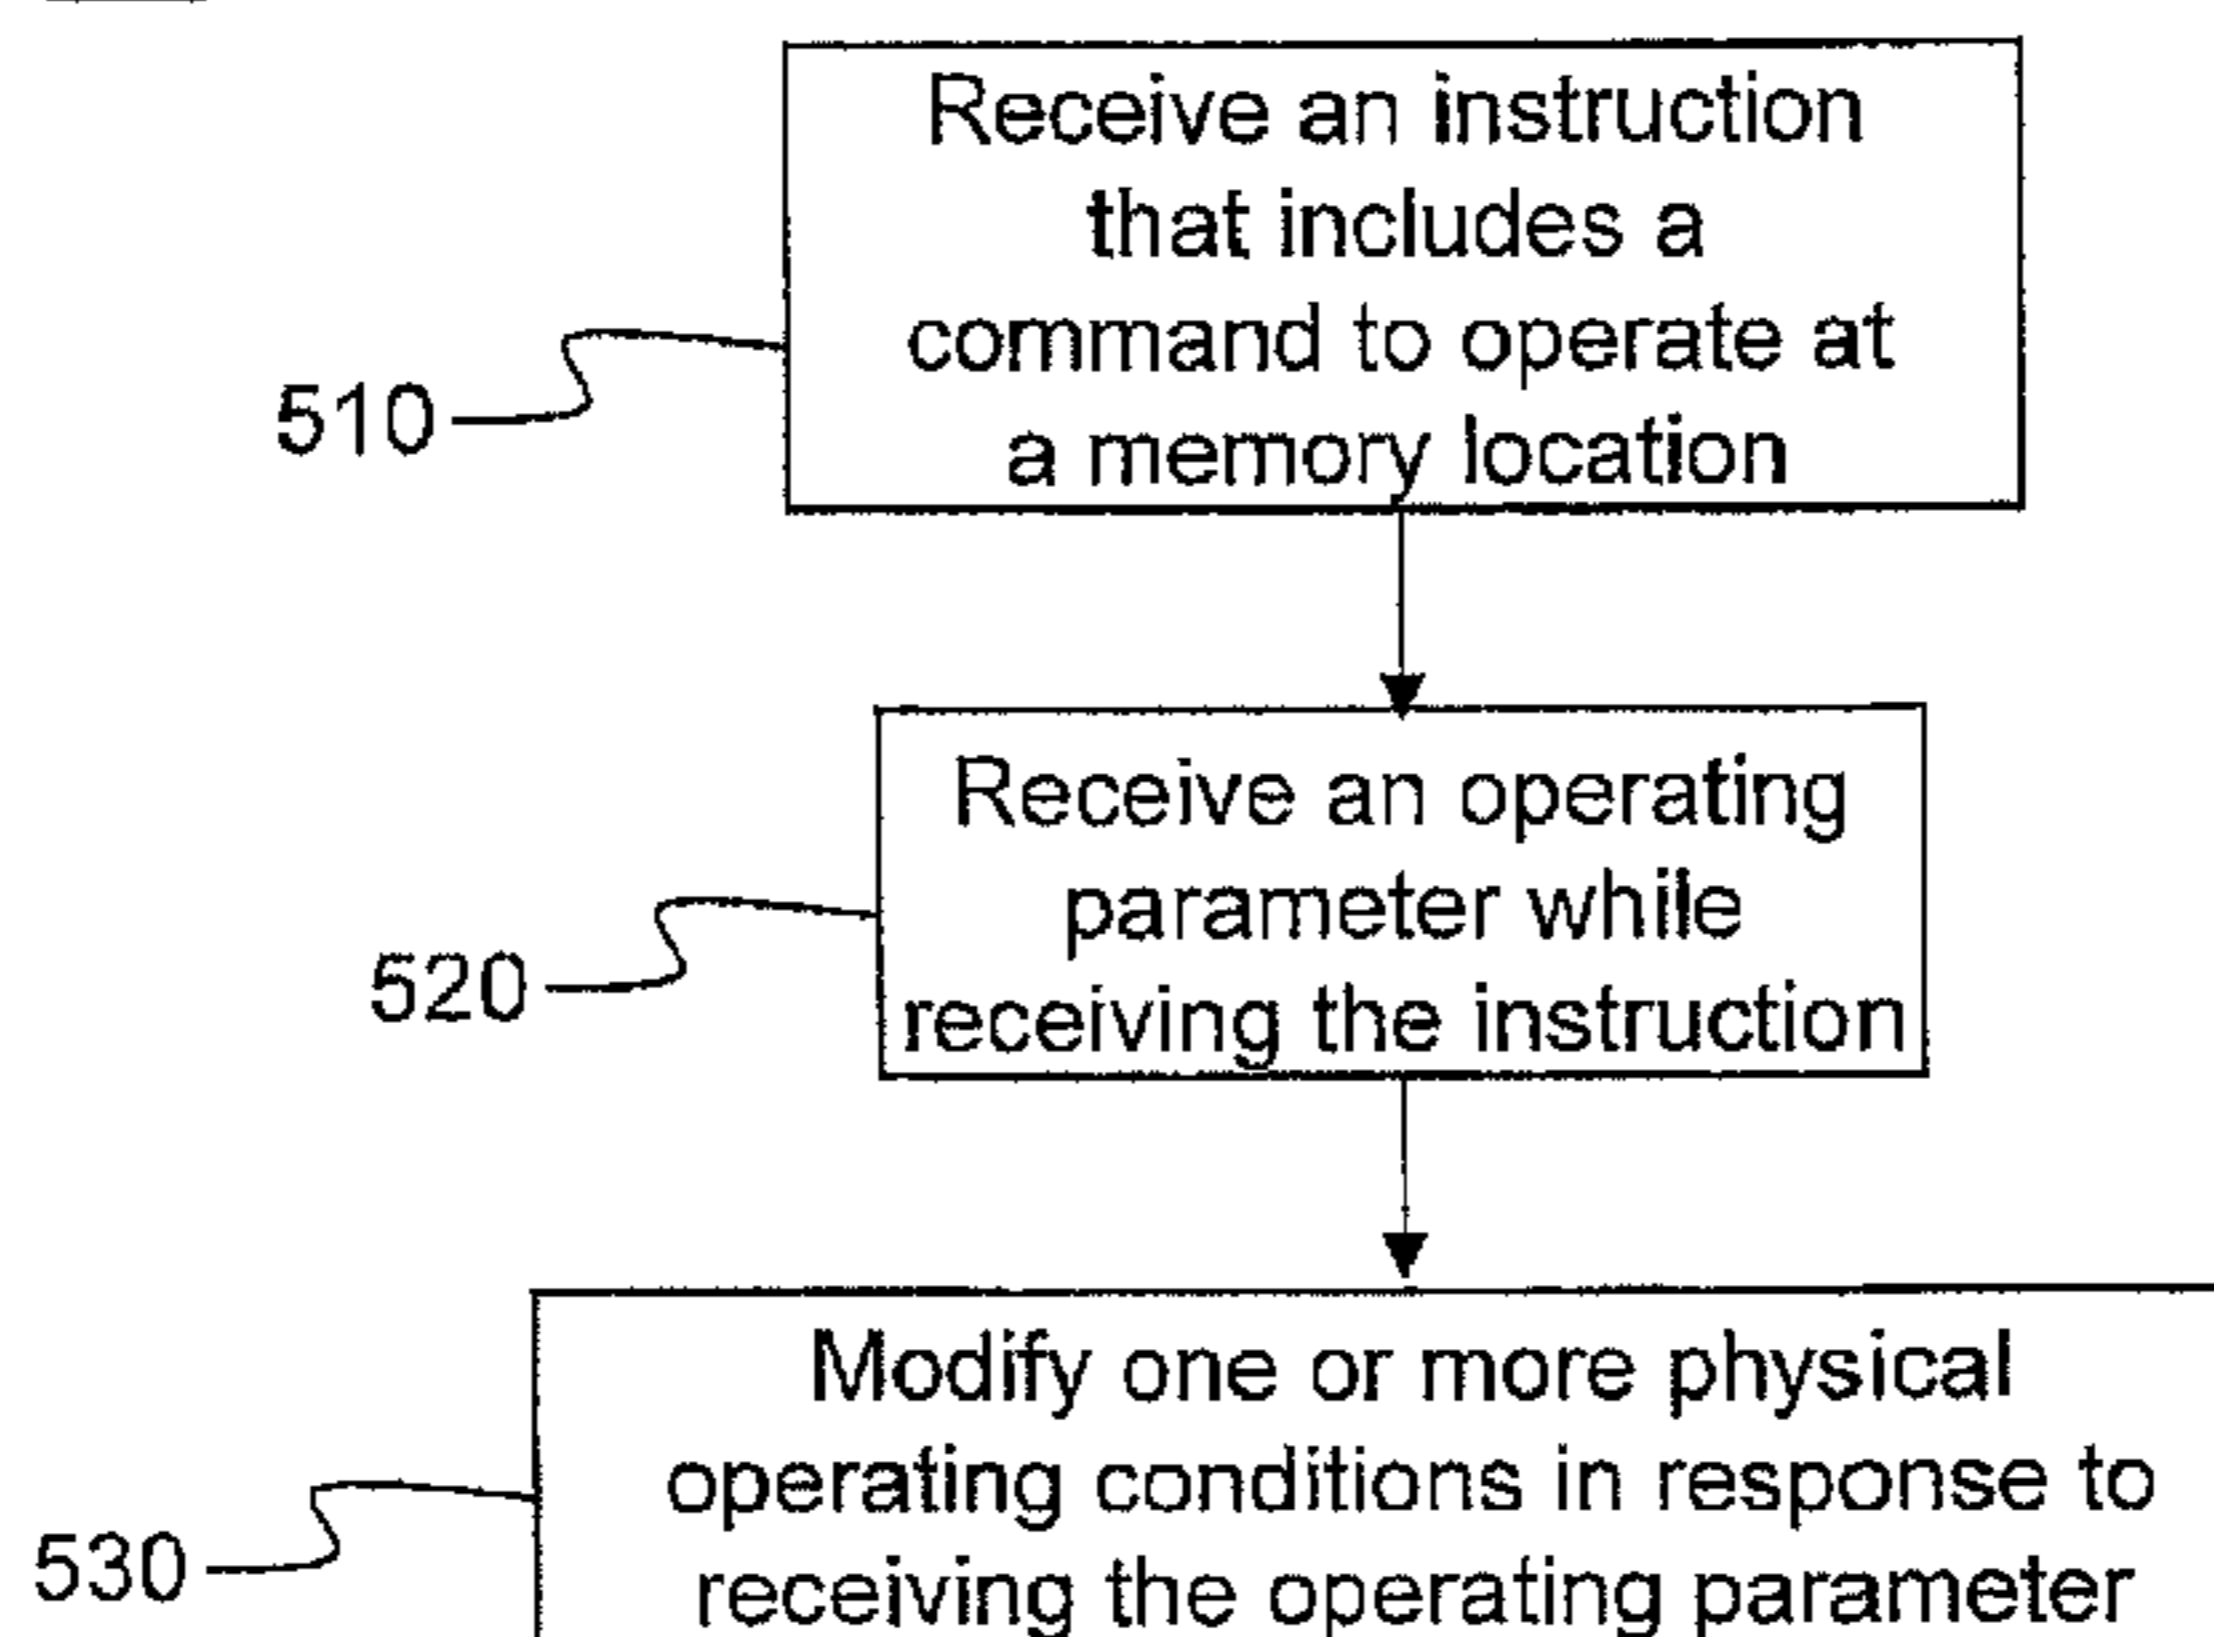 Receive an instruction
that includes a
command to operate at
a memory location
510
Receive an operating
parameter while
receiving the instruction
520
Modify one or more physical
operating conditions in response to
receiving the operating parameter
530